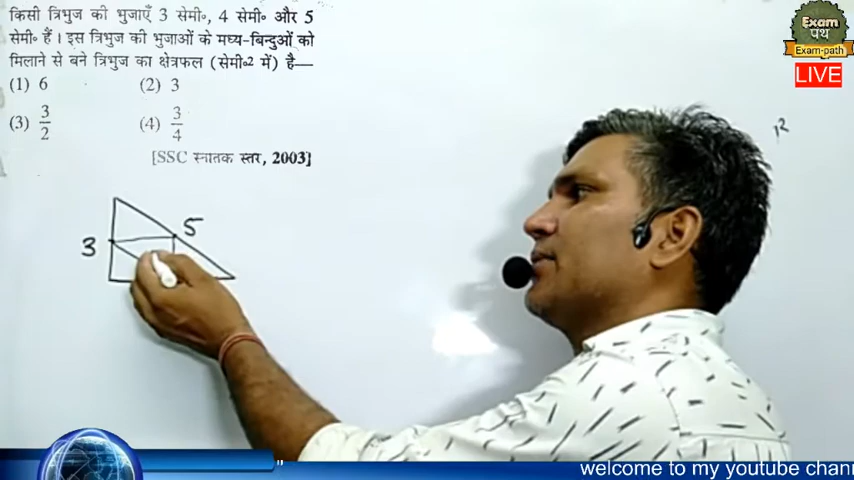 किसी त्रिभुज की भुजाएँ 3 सेमी॰, 4 सेमी॰ और 5
सेमी॰ हैं। इस त्रिभुज की भुजाओं के मध्य-बिन्दुओं को
मिलाने से बने त्रिभुज का क्षेत्रफल (सेमी॰2 में) है—
(1) 6 (2) 3
(3) 3/2 (4) 3/4
[SSC स्नातक स्तर, 2003]
3 5
Exam
पथ
Exam-path
LIVE
"
welcome to my youtube chann